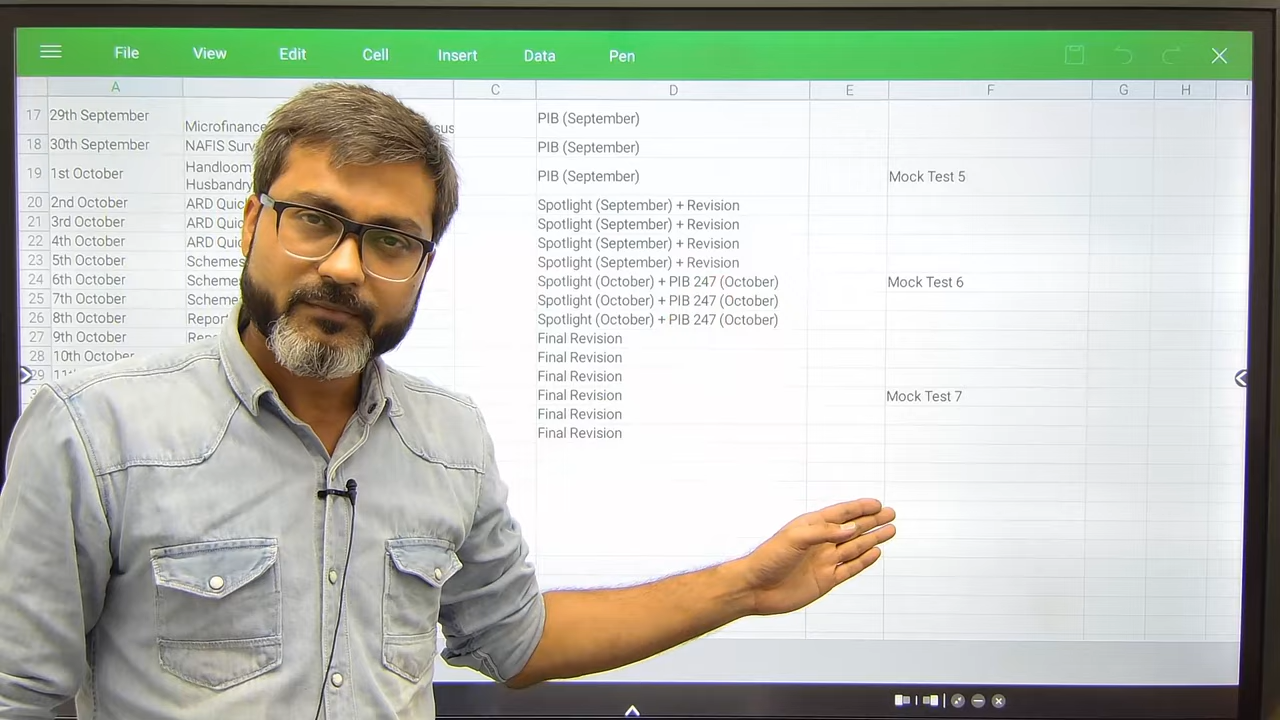 File View Edit Cell Insert Data Pen
A C D E F G H I
17 29th September PIB (September)
Microfinance sus
18 30th September NAFIS Surv PIB (September)
Handloom
19 1st October PIB (September) Mock Test 5
Husbandry
20 2nd October ARD Quic Spotlight (September) + Revision
21 3rd October ARD Quic Spotlight (September) + Revision
22 4th October ARD Quic Spotlight (September) + Revision
23 5th October Schemes Spotlight (September) + Revision
24 6th October Scheme Spotlight (October) + PIB 247 (October) Mock Test 6
25 7th October Scheme Spotlight (October) + PIB 247 (October)
26 8th October Report Spotlight (October) + PIB 247 (October)
27 9th October Rep Final Revision
28 10th October Final Revision
29 11t Final Revision
Final Revision Mock Test 7
Final Revision
Final Revision